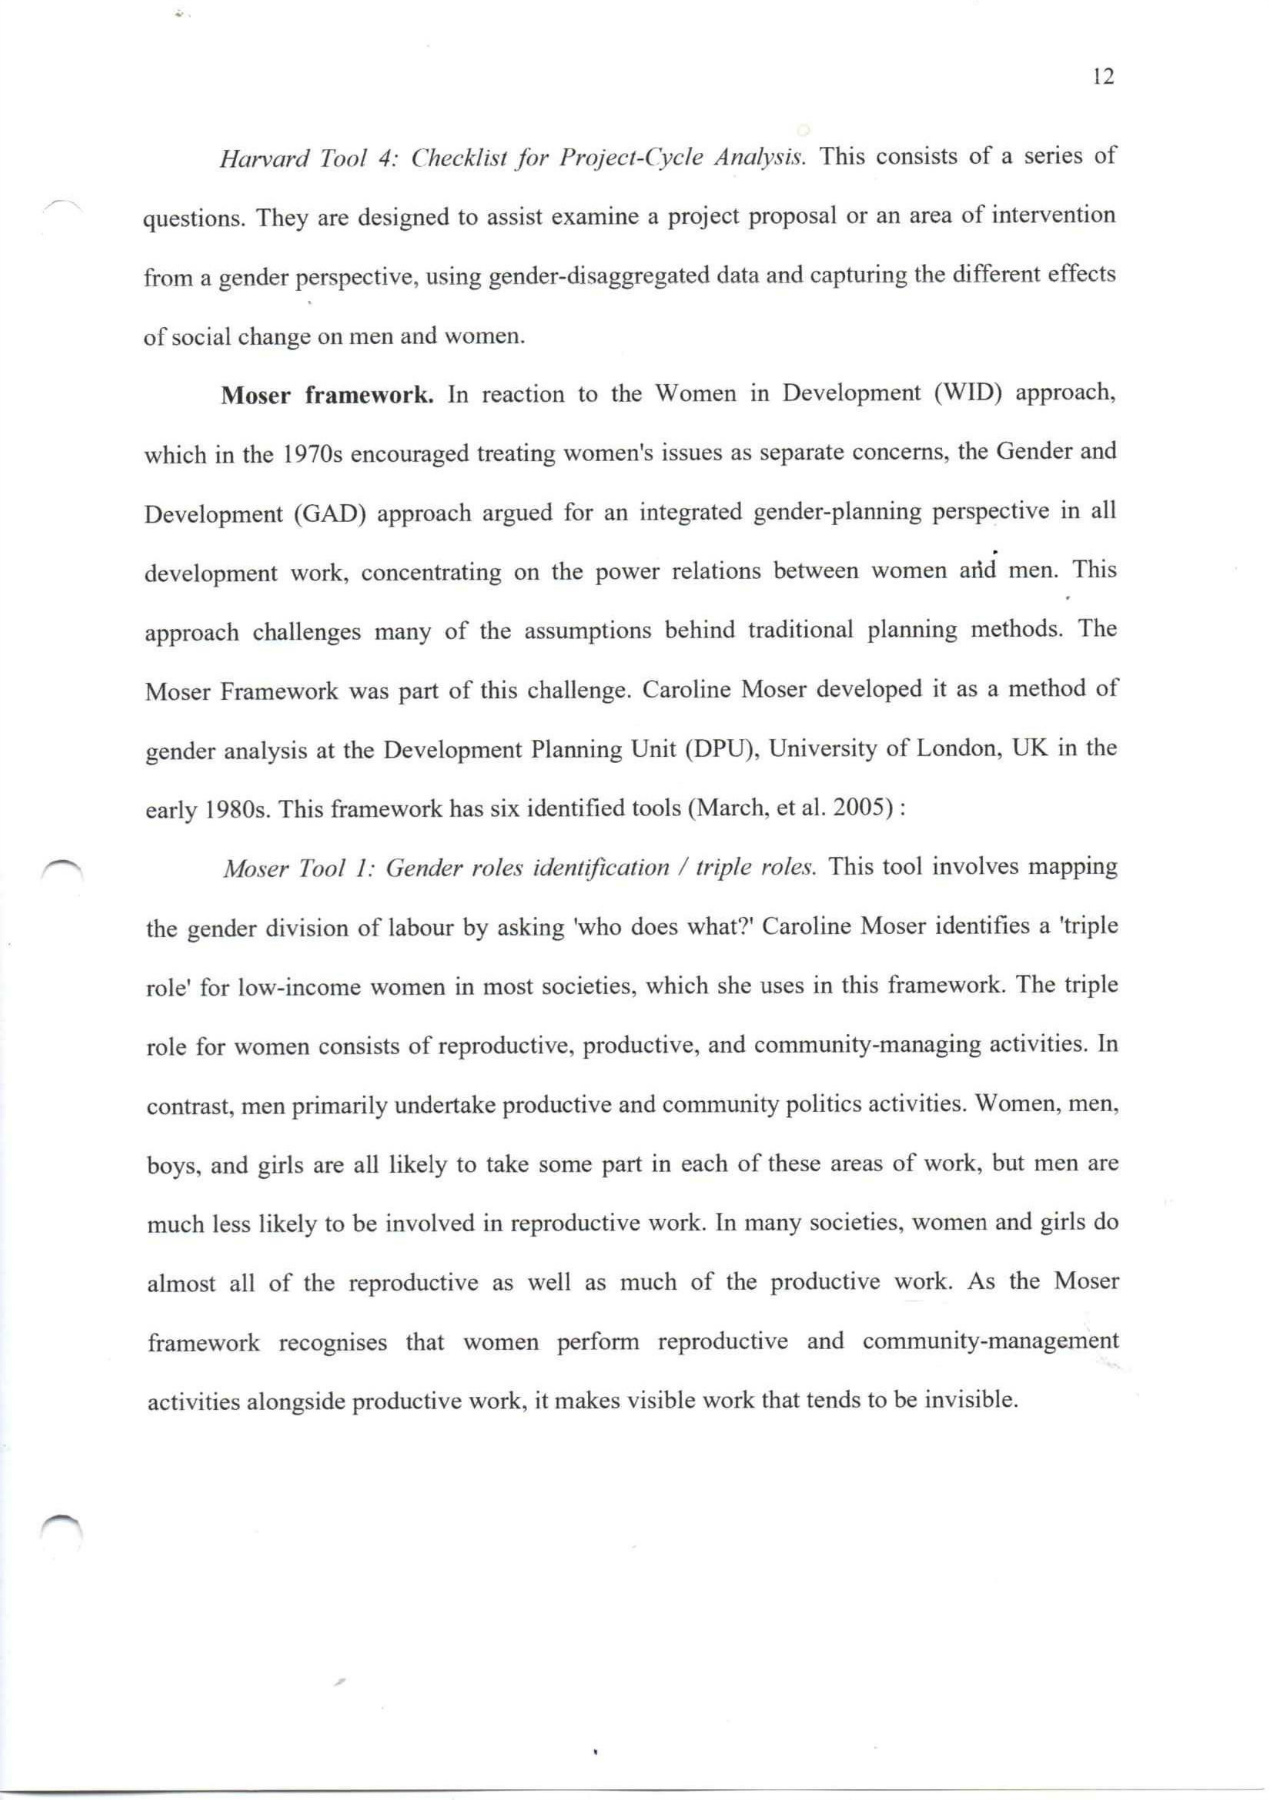 12
Harvard Tool 4: Checklist for Project-Cycle Analysis. This consists of a series of
questions. They are designed to assist examine a project proposal or an area of intervention
from a gender perspective, using gender-disaggregated data and capturing the different effects
of social change on men and women.
Moser framework. In reaction to the Women in Development (WID) approach,
which in the 1970s encouraged treating women's issues as separate concerns, the Gender and
Development (GAD) approach argued for an integrated gender-planning perspective in all
development work, concentrating on the power relations between women and men. This
approach challenges many of the assumptions behind traditional planning methods. The
Moser Framework was part of this challenge. Caroline Moser developed it as a method of
gender analysis at the Development Planning Unit (DPU), University of London, UK in the
early 1980s. This framework has six identified tools (March, et al. 2005) :
Moser Tool 1: Gender roles identification / triple roles. This tool involves mapping
the gender division of labour by asking 'who does what?' Caroline Moser identifies a 'triple
role' for low-income women in most societies, which she uses in this framework. The triple
role for women consists of reproductive, productive, and community-managing activities. In
contrast, men primarily undertake productive and community politics activities. Women, men,
boys, and girls are all likely to take some part in each of these areas of work, but men are
much less likely to be involved in reproductive work. In many societies, women and girls do
almost all of the reproductive as well as much of the productive work. As the Moser
framework recognises that women perform reproductive and community-management
activities alongside productive work, it makes visible work that tends to be invisible.